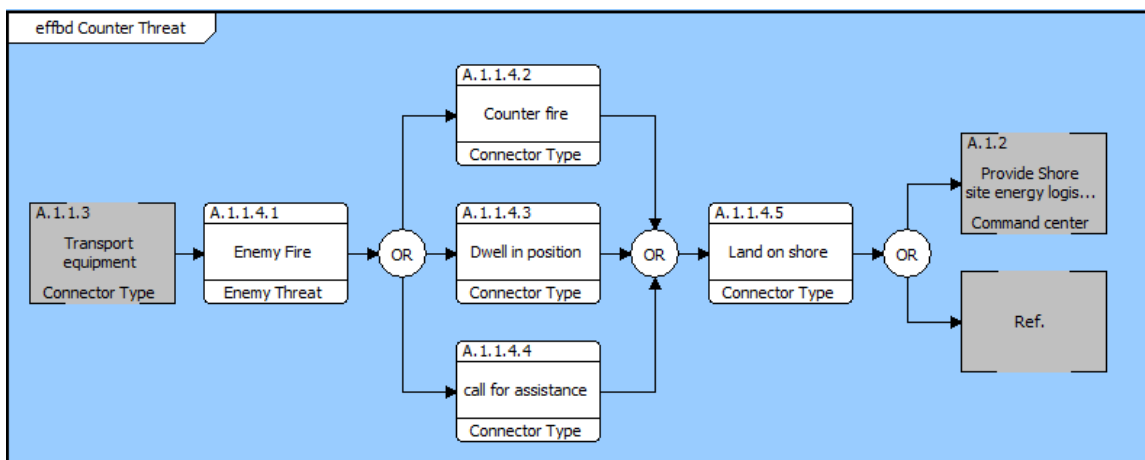 effbd Counter Threat
A.1.1.3
Transport
equipment
Connector Type
A.1.1.4.1
Enemy Fire
Enemy Threat
OR
A.1.1.4.2
Counter fire
Connector Type
A.1.1.4.3
Dwell in position
Connector Type
A.1.1.4.4
call for assistance
Connector Type
OR
A.1.1.4.5
Land on shore
Connector Type
OR
A.1.2
Provide Shore
site energy logis...
Command center
Ref.